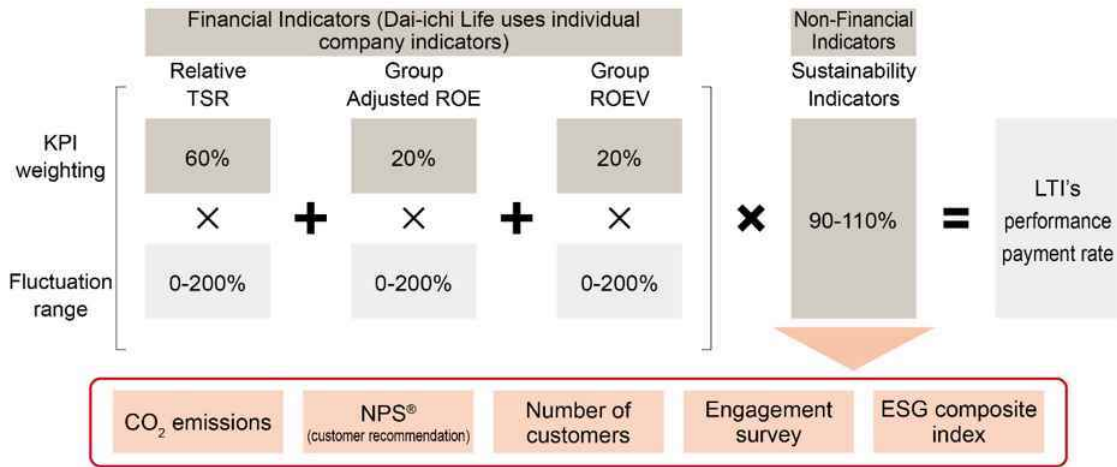 Financial Indicators (Dai-ichi Life uses individual
company indicators)
Non-Financial
Indicators
Relative
TSR
Group
Adjusted ROE
Group
ROEV
Sustainability
Indicators
KPI
weighting
60%
20%
20%
× + × + × × 90-110% =
LTI's
performance
payment rate
Fluctuation
range
0-200%
0-200%
0-200%
CO₂ emissions
NPS®
(customer recommendation)
Number of
customers
Engagement
survey
ESG composite
index